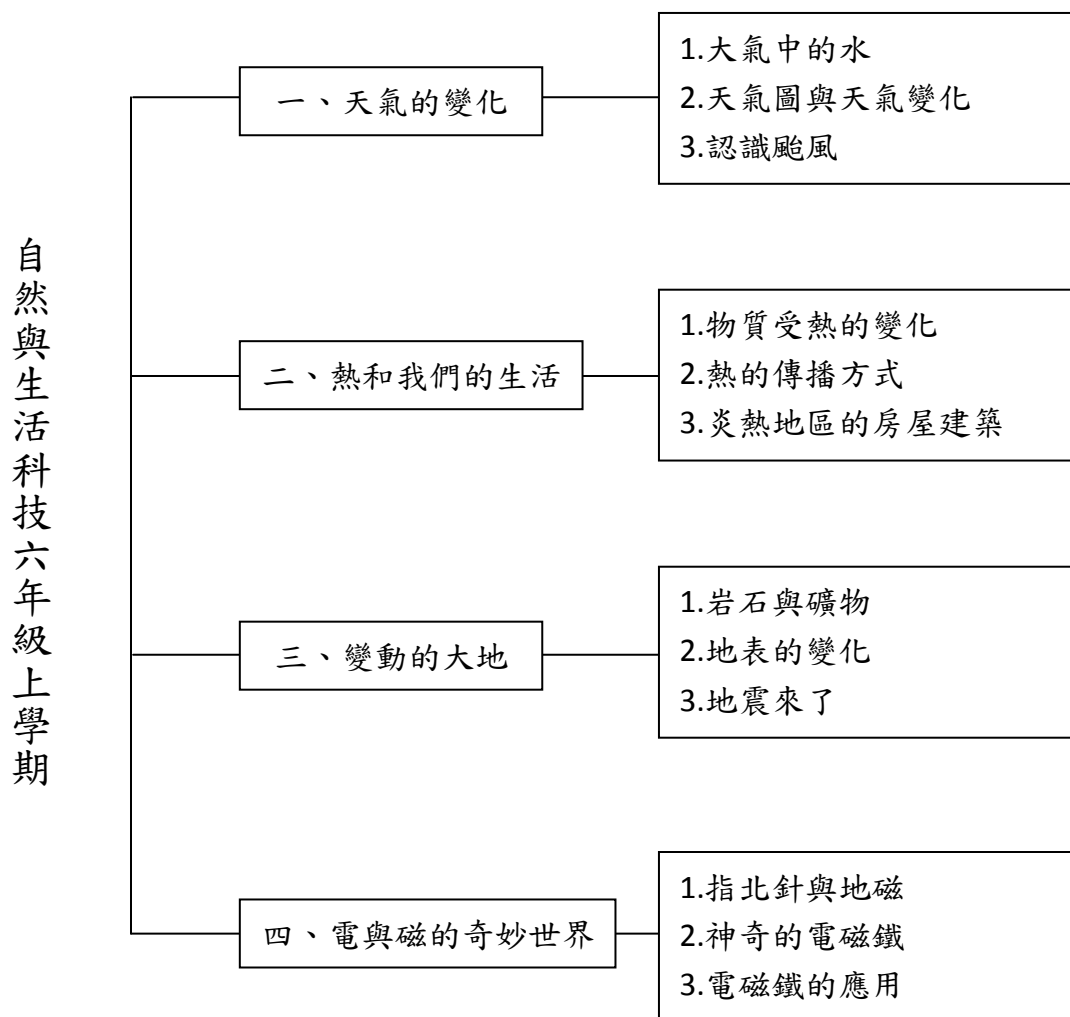 自然與生活科技六年級上學期
一、天氣的變化
1.大氣中的水
2.天氣圖與天氣變化
3.認識颱風
二、熱和我們的生活
1.物質受熱的變化
2.熱的傳播方式
3.炎熱地區的房屋建築
三、變動的大地
1.岩石與礦物
2.地表的變化
3.地震來了
四、電與磁的奇妙世界
1.指北針與地磁
2.神奇的電磁鐵
3.電磁鐵的應用